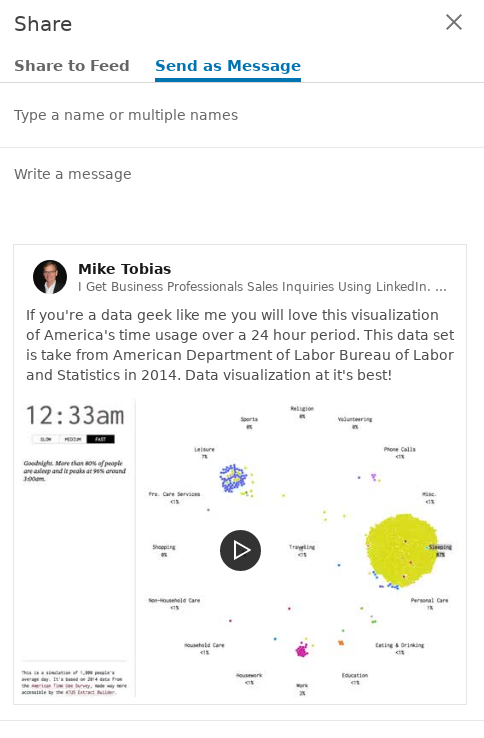 Share
Share to Feed
Send as Message
Type a name or multiple names
Write a message
Mike Tobias
I Get Business Professionals Sales Inquiries Using LinkedIn. ...
If you're a data geek like me you will love this visualization
of America's time usage over a 24 hour period. This data set
is take from American Department of Labor Bureau of Labor
and Statistics in 2014. Data visualization at it's best!
12:33am
SLOW MEDIUM FAST
Goodnight. More than 80% of people
are asleep and it peaks at 96% around
3:00am.
Religion
0%
Sports
0%
Volunteering
0%
Leisure
7%
Phone Calls
<1%
Pro. Care Services
<1%
Misc.
<1%
Shopping
0%
Traveling
<1%
Sleeping
87%
Non-Household Care
<1%
Personal Care
1%
Household Care
<1%
Eating & Drinking
<1%
Housework
<1%
Education
<1%
Work
2%
This is a simulation of 1,000 people's
average day. It's based on 2014 data from
the American Time Use Survey, made way more
accessible by the ATUS Extract Builder.